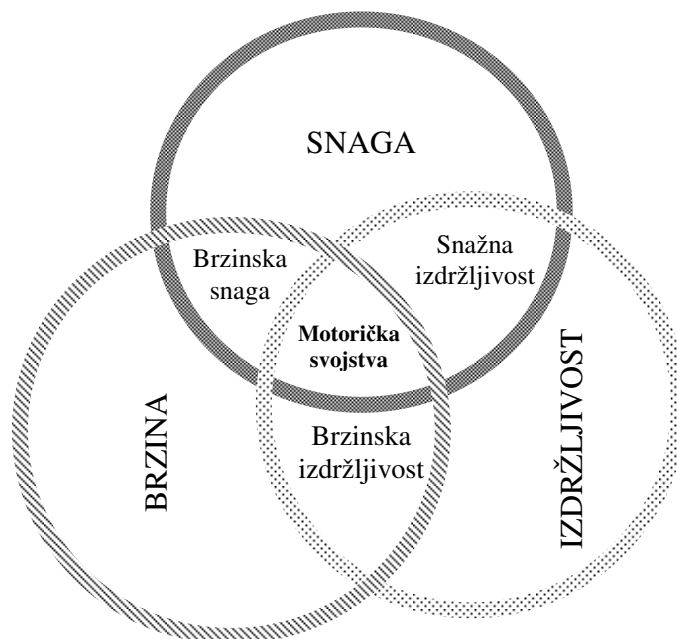 SNAGA
Brzinska
snaga
Snažna
izdržljivost
Motorička
svojstva
BRZINA
Brzinska
izdržljivost
IZDRŽLJIVOST